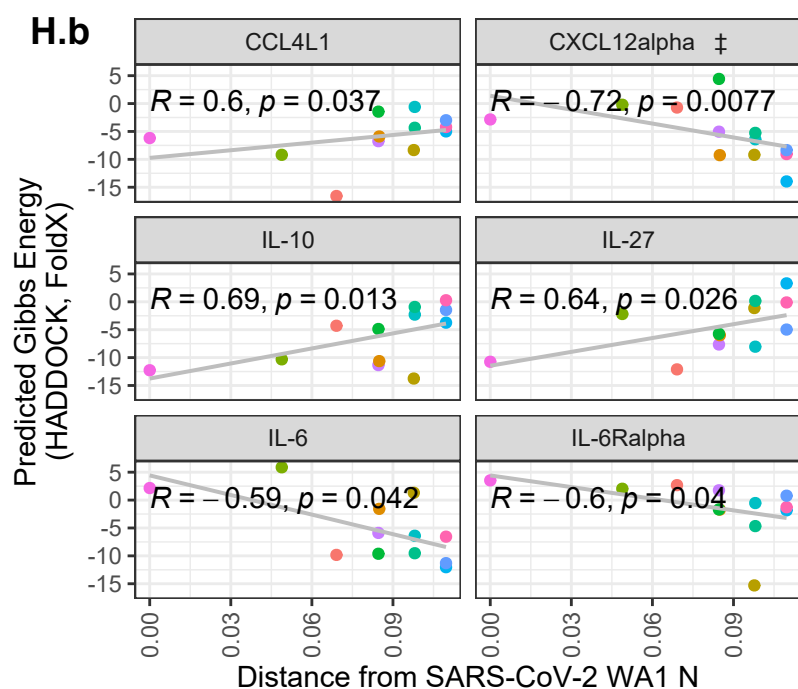 H.b
CCL4L1
CXCL12alpha ‡
5
0
-5
-10
-15
R = 0.6, p = 0.037
R = −0.72, p = 0.0077
IL-10
IL-27
5
0
-5
-10
-15
R = 0.69, p = 0.013
R = 0.64, p = 0.026
IL-6
IL-6Ralpha
5
0
-5
-10
-15
R = −0.59, p = 0.042
R = −0.6, p = 0.04
0.00
0.03
0.06
0.09
0.00
0.03
0.06
0.09
Predicted Gibbs Energy
(HADDOCK, FoldX)
Distance from SARS-CoV-2 WA1 N